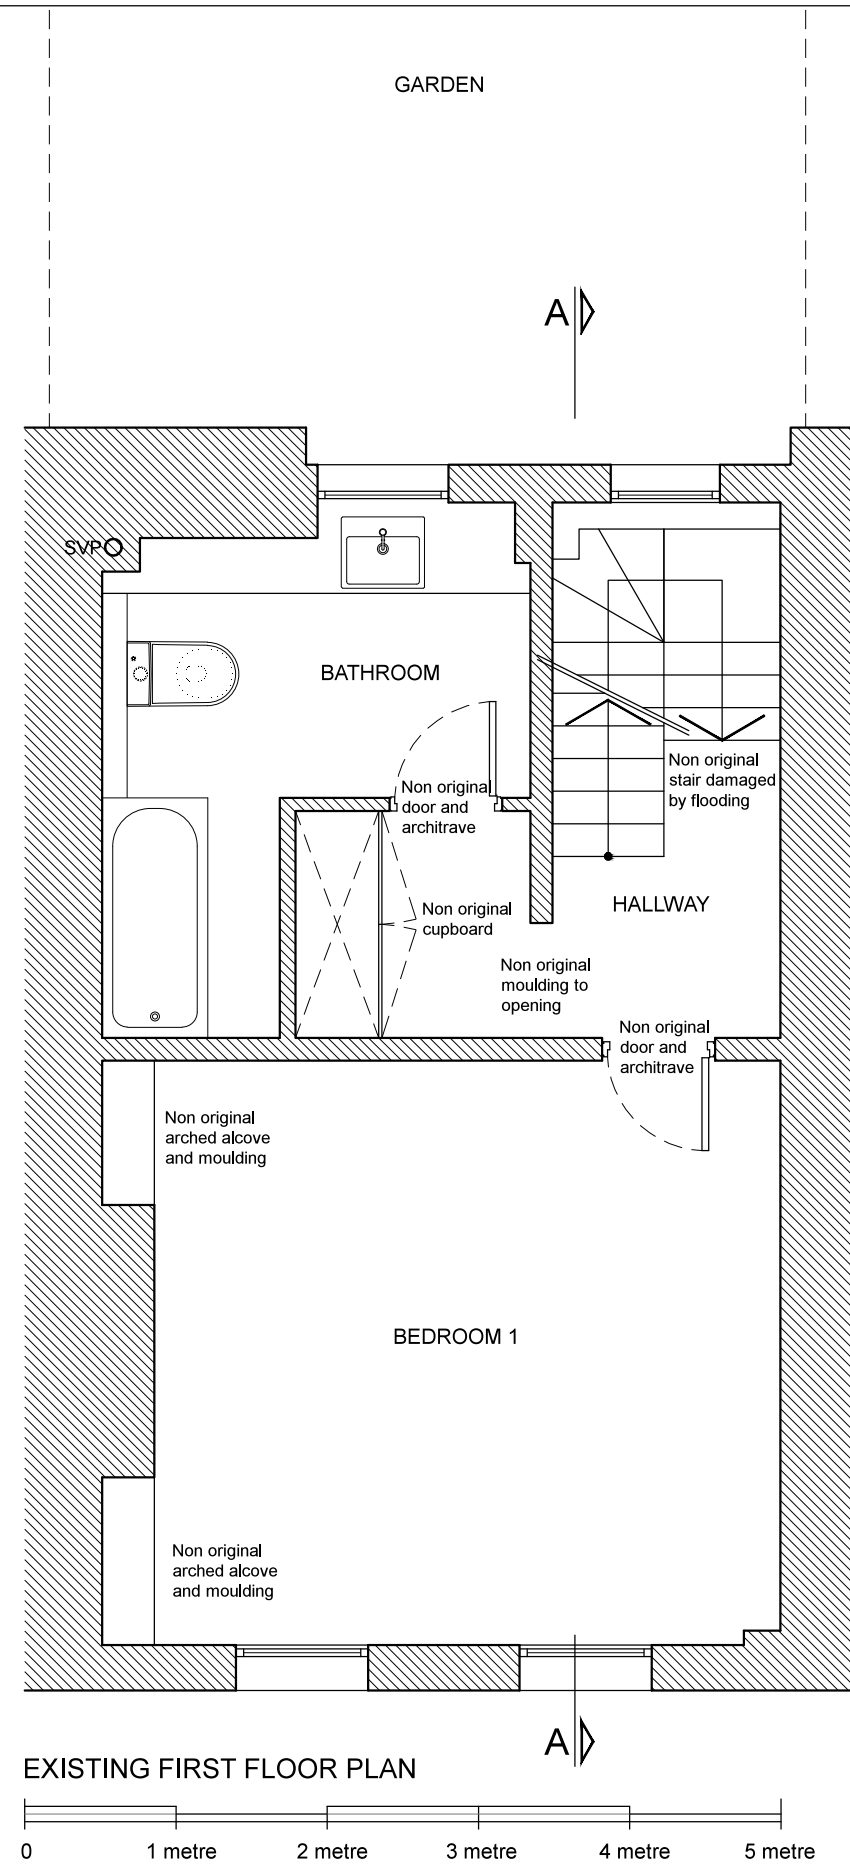 GARDEN
A
SVP
BATHROOM
Non original
stair damaged
by flooding
Non original
door and
architrave
HALLWAY
Non original
cupboard
Non original
moulding to
opening
Non original
door and
architrave
Non original
arched alcove
and moulding
BEDROOM 1
Non original
arched alcove
and moulding
A
EXISTING FIRST FLOOR PLAN
0 1 metre 2 metre 3 metre 4 metre 5 metre